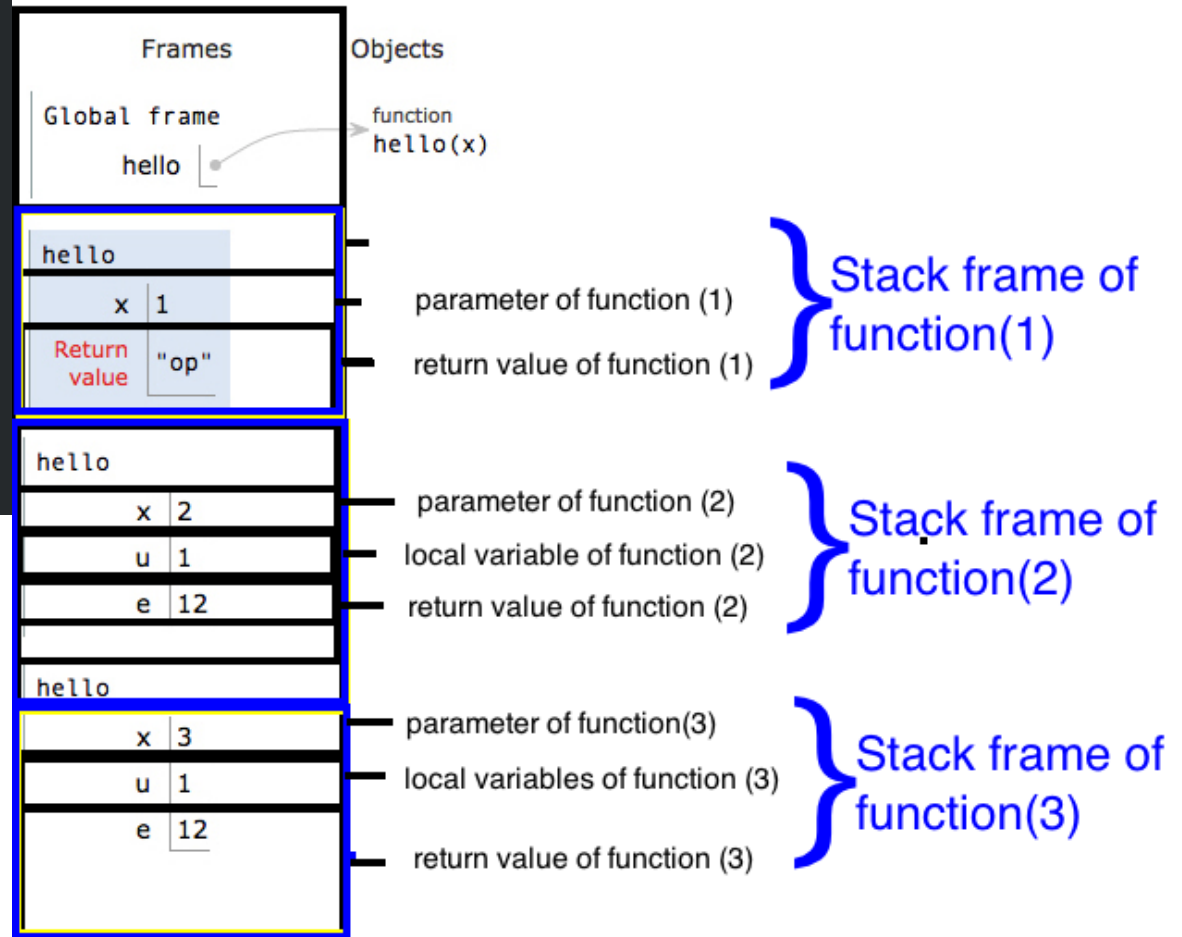 Frames Objects
Global frame
function
hello(x)
hello
hello
x 1
parameter of function (1)
Return
value
"op"
return value of function (1)
Stack frame of
function(1)
hello
x 2
parameter of function (2)
u 1
local variable of function (2)
e 12
return value of function (2)
Stack frame of
function(2)
hello
x 3
parameter of function(3)
u 1
local variables of function (3)
e 12
return value of function (3)
Stack frame of
function(3)